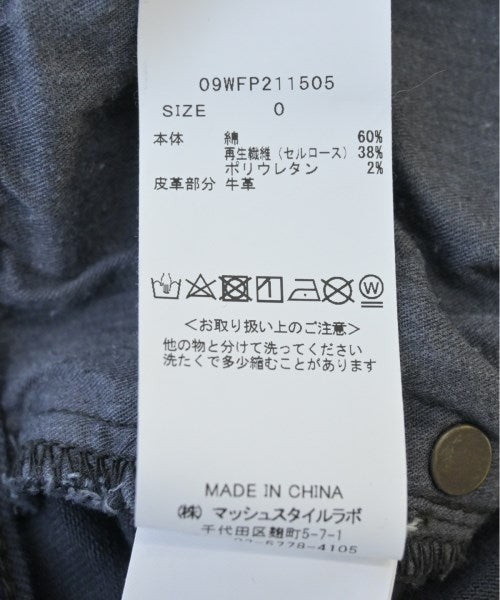 09WFP211505
SIZE 0
本体 綿 60%
再生繊維(セルロース) 38%
ポリウレタン 2%
皮革部分 牛革
W
<お取り扱い上のご注意>
他の物と分けて洗ってください
洗たくで多少縮むことがあります
MADE IN CHINA
(株) マッシュスタイルラボ
千代田区麹町5-7-1
03-6778-4105